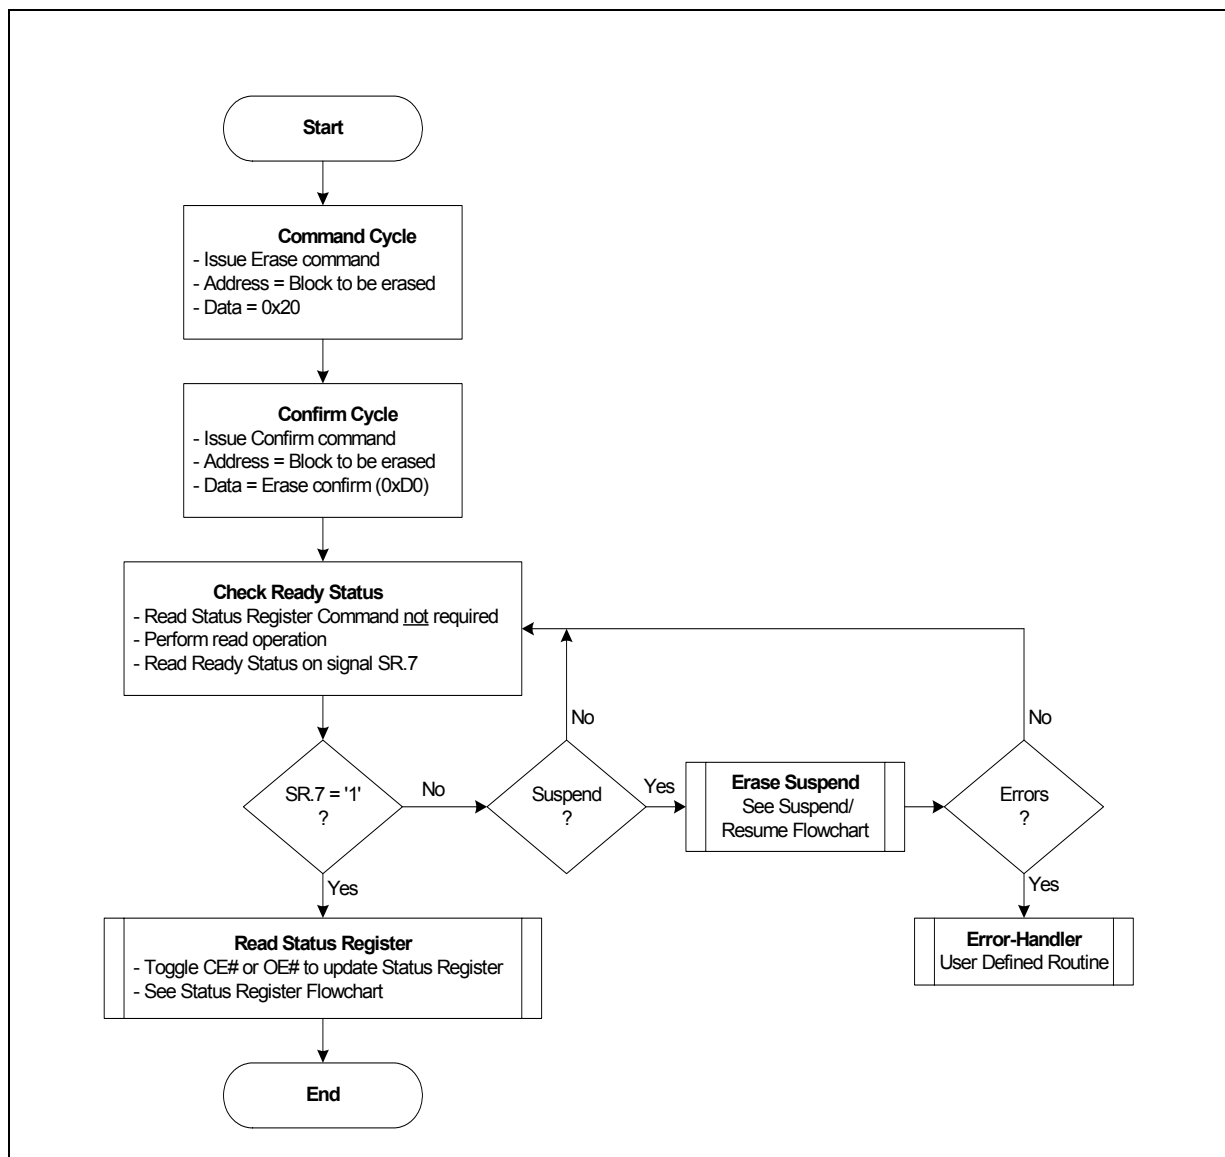 Start
Command Cycle
- Issue Erase command
- Address = Block to be erased
- Data = 0x20
Confirm Cycle
- Issue Confirm command
- Address = Block to be erased
- Data = Erase confirm (0xD0)
Check Ready Status
- Read Status Register Command not required
- Perform read operation
- Read Ready Status on signal SR.7
No
No
SR.7 = '1'
?
No
Suspend
?
Yes
Erase Suspend
See Suspend/
Resume Flowchart
Errors
?
Yes
Yes
Read Status Register
- Toggle CE# or OE# to update Status Register
- See Status Register Flowchart
Error-Handler
User Defined Routine
End